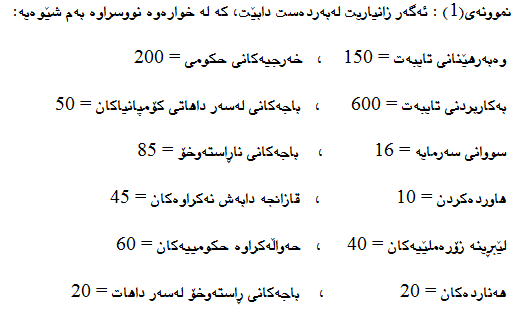 نموونەی(1) : ئەگەر زانیاریت لەبەردەست دابێت، کە لە خوارەوە نووسراوە بەم شێوەیە:
وەبەرهێنانی تایبەت = 150 ، خەرجیەکانی حکومی = 200
بەکاربردنی تایبەت = 600 ، باجەکانی لەسەر داهاتی کۆمپانیاکان = 50
سووانی سەرمایە = 16 ، باجەکانی ناڕاستەوخۆ = 85
هاوردەکردن = 10 ، قازانجە دابەش نەکراوەکان = 45
لێبڕینە زۆرەملێیەکان = 40 ، حەواڵەکراوە حکومییەکان = 60
هەناردەکان = 20 ، باجەکانی ڕاستەوخۆ لەسەر داهات = 20